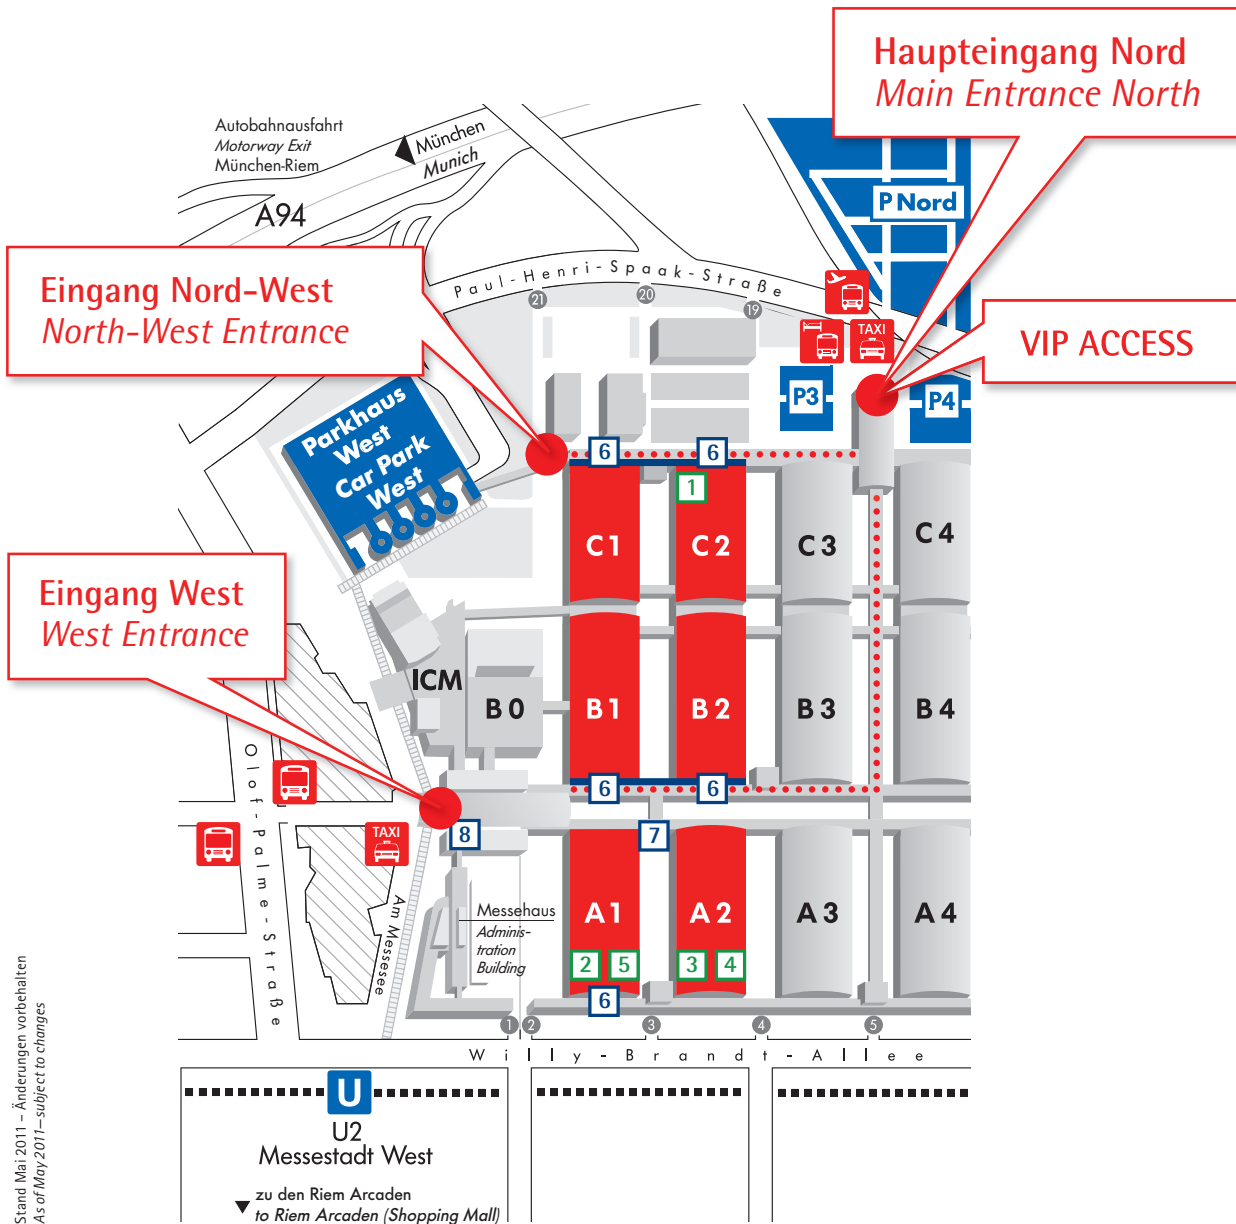 Haupteingang Nord
Main Entrance North
Autobahnausfahrt
Motorway Exit
München-Riem
München
Munich
A94
P Nord
Eingang Nord-West
North-West Entrance
Paul-Henri-Spaak-Straße
21
20
19
TAXI
VIP ACCESS
P3
P4
Parkhaus
West
Car Park
West
6
6
1
C1
C2
C3
C4
Eingang West
West Entrance
ICM
B0
B1
B2
B3
B4
6
6
8
7
TAXI
Olof-Palme-Straße
Am Messesee
Messehaus
Adminis-
tration
Building
A1
A2
A3
A4
2
5
3
4
6
1
2
3
4
5
Willy-Brandt-Allee
U
U2
Messestadt West
zu den Riem Arcaden
to Riem Arcaden (Shopping Mall)
Stand Mai 2011 – Änderungen vorbehalten
As of May 2011–subject to changes